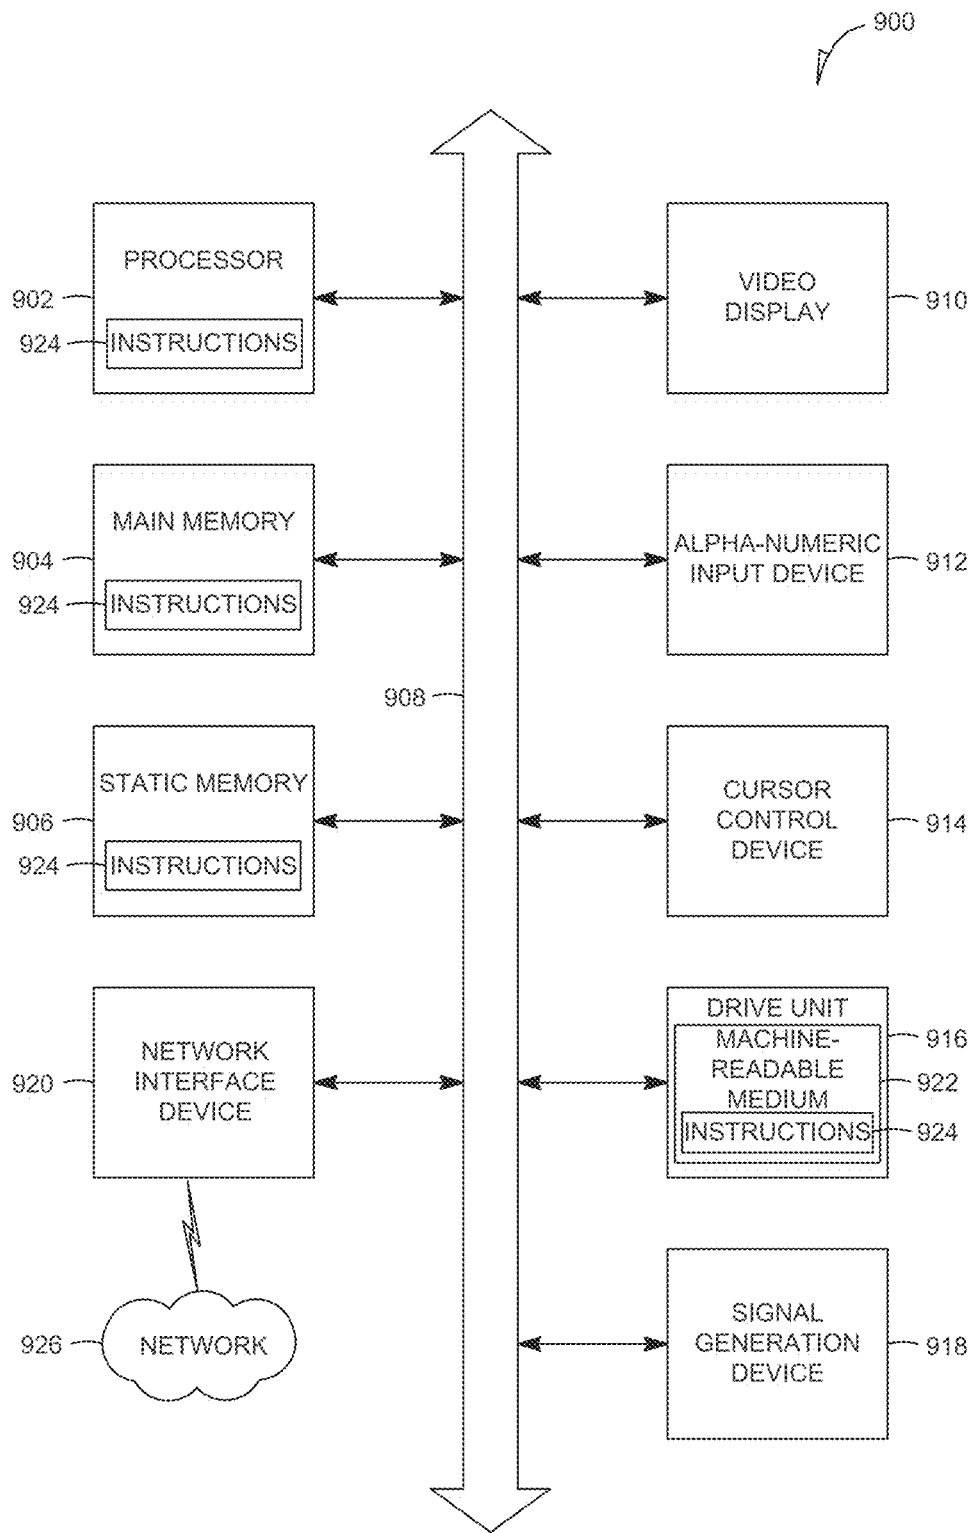 900
PROCESSOR
902
924
INSTRUCTIONS
VIDEO
DISPLAY
910
MAIN MEMORY
904
924
INSTRUCTIONS
ALPHA-NUMERIC
INPUT DEVICE
912
908
STATIC MEMORY
906
924
INSTRUCTIONS
CURSOR
CONTROL
DEVICE
914
NETWORK
INTERFACE
DEVICE
920
DRIVE UNIT
916
MACHINE-
READABLE
MEDIUM
922
INSTRUCTIONS
924
926
NETWORK
SIGNAL
GENERATION
DEVICE
918